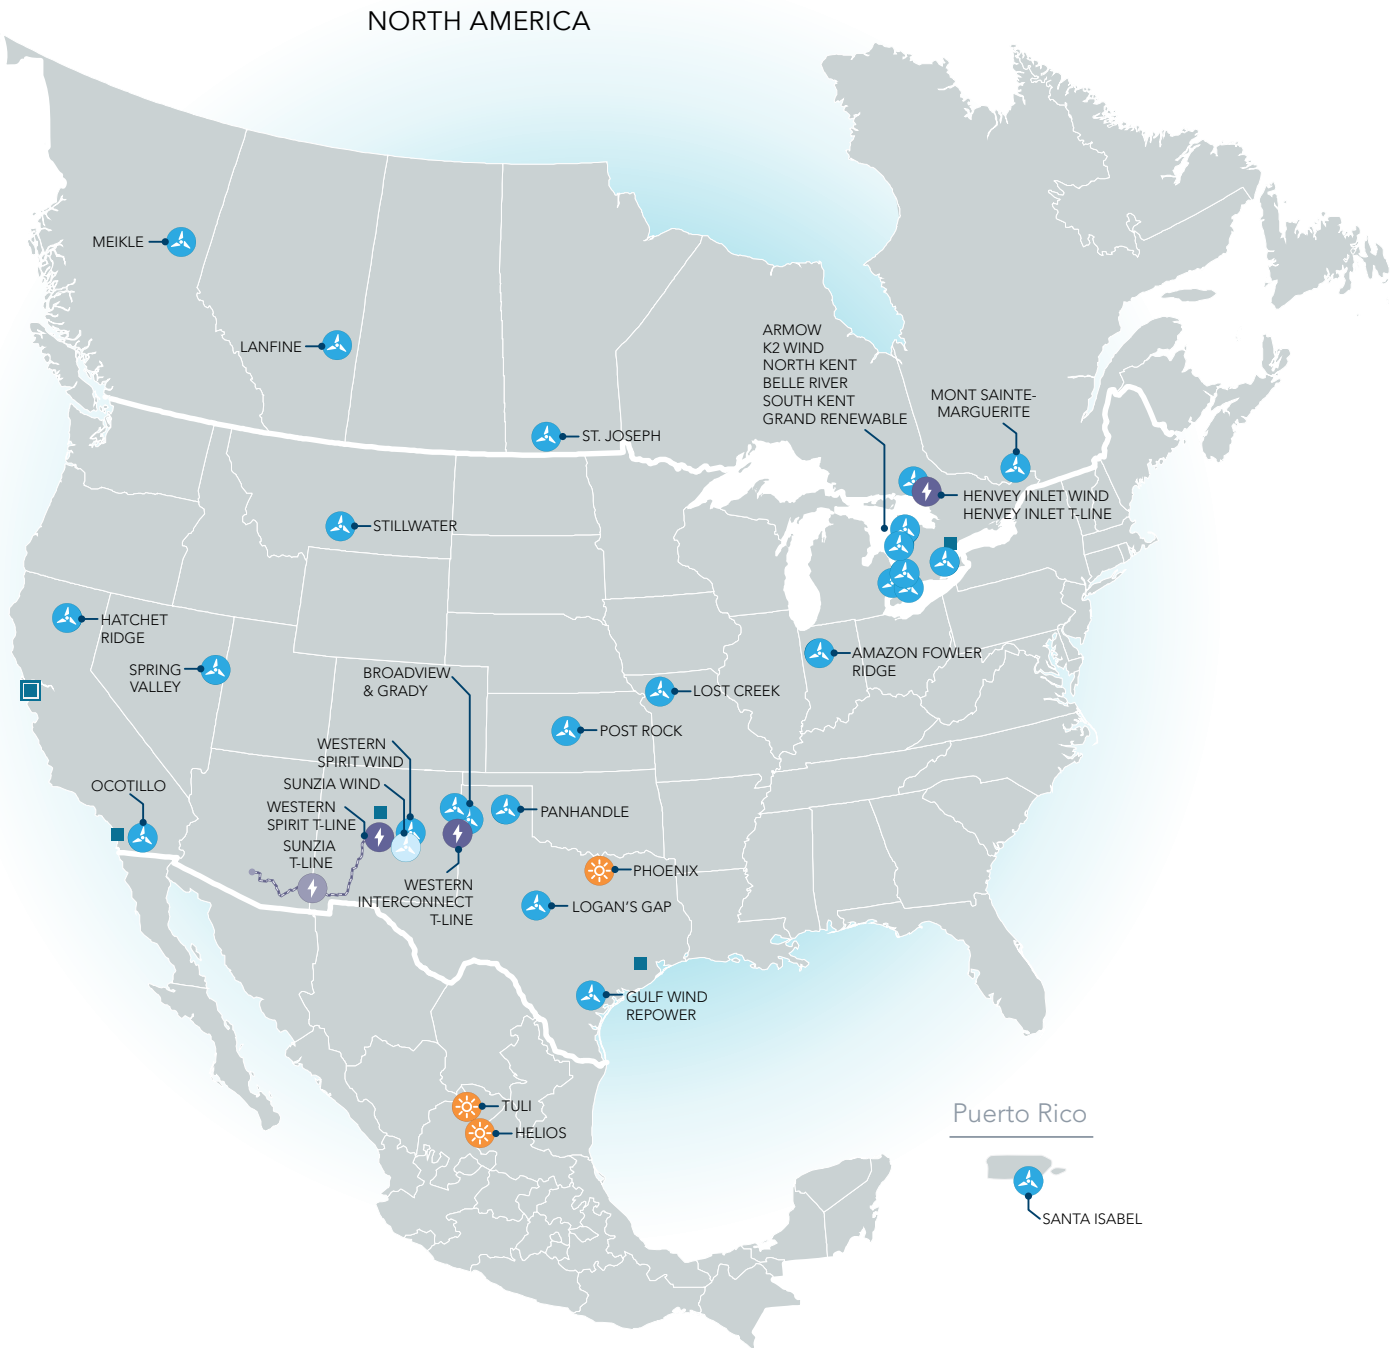 NORTH AMERICA
MEIKLE
LANFINE
ST. JOSEPH
ARMOW
K2 WIND
NORTH KENT
BELLE RIVER
SOUTH KENT
GRAND RENEWABLE
MONT SAINTE-
MARGUERITE
HENVEY INLET WIND
HENVEY INLET T-LINE
STILLWATER
HATCHET
RIDGE
SPRING
VALLEY
BROADVIEW
& GRADY
AMAZON FOWLER
RIDGE
LOST CREEK
POST ROCK
WESTERN
SPIRIT WIND
SUNZIA WIND
OCOTILLO
WESTERN
SPIRIT T-LINE
SUNZIA
T-LINE
PANHANDLE
PHOENIX
WESTERN
INTERCONNECT
T-LINE
LOGAN'S GAP
GULF WIND
REPOWER
TULI
HELIOS
Puerto Rico
SANTA ISABEL